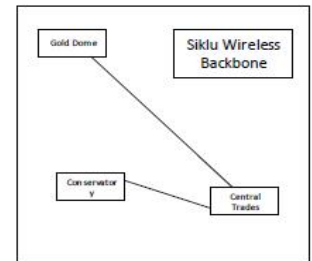 Gold Dome
Siklu Wireless
Backbone
Conservator
y
Central
Trades